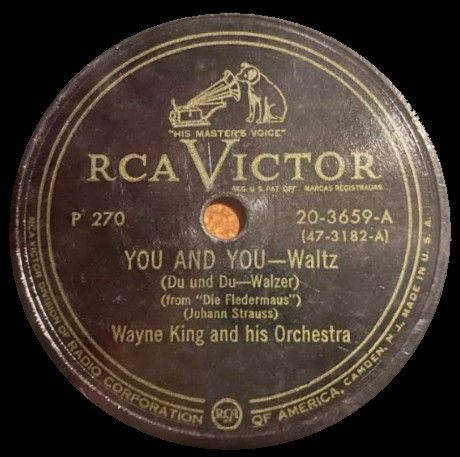 "HIS MASTER'S VOICE"
RCA VICTOR
REG. U. S. PAT. OFF. MARCAS REGISTRADAS
P 270
20-3659-A
(47-3182-A)
YOU AND YOU—Waltz
(Du und Du—Walzer)
(from "Die Fledermaus")
(Johann Strauss)
Wayne King and his Orchestra
RCA VICTOR DIVISION OF RADIO CORPORATION RCA OF AMERICA, CAMDEN, N. J. MADE IN U. S. A.